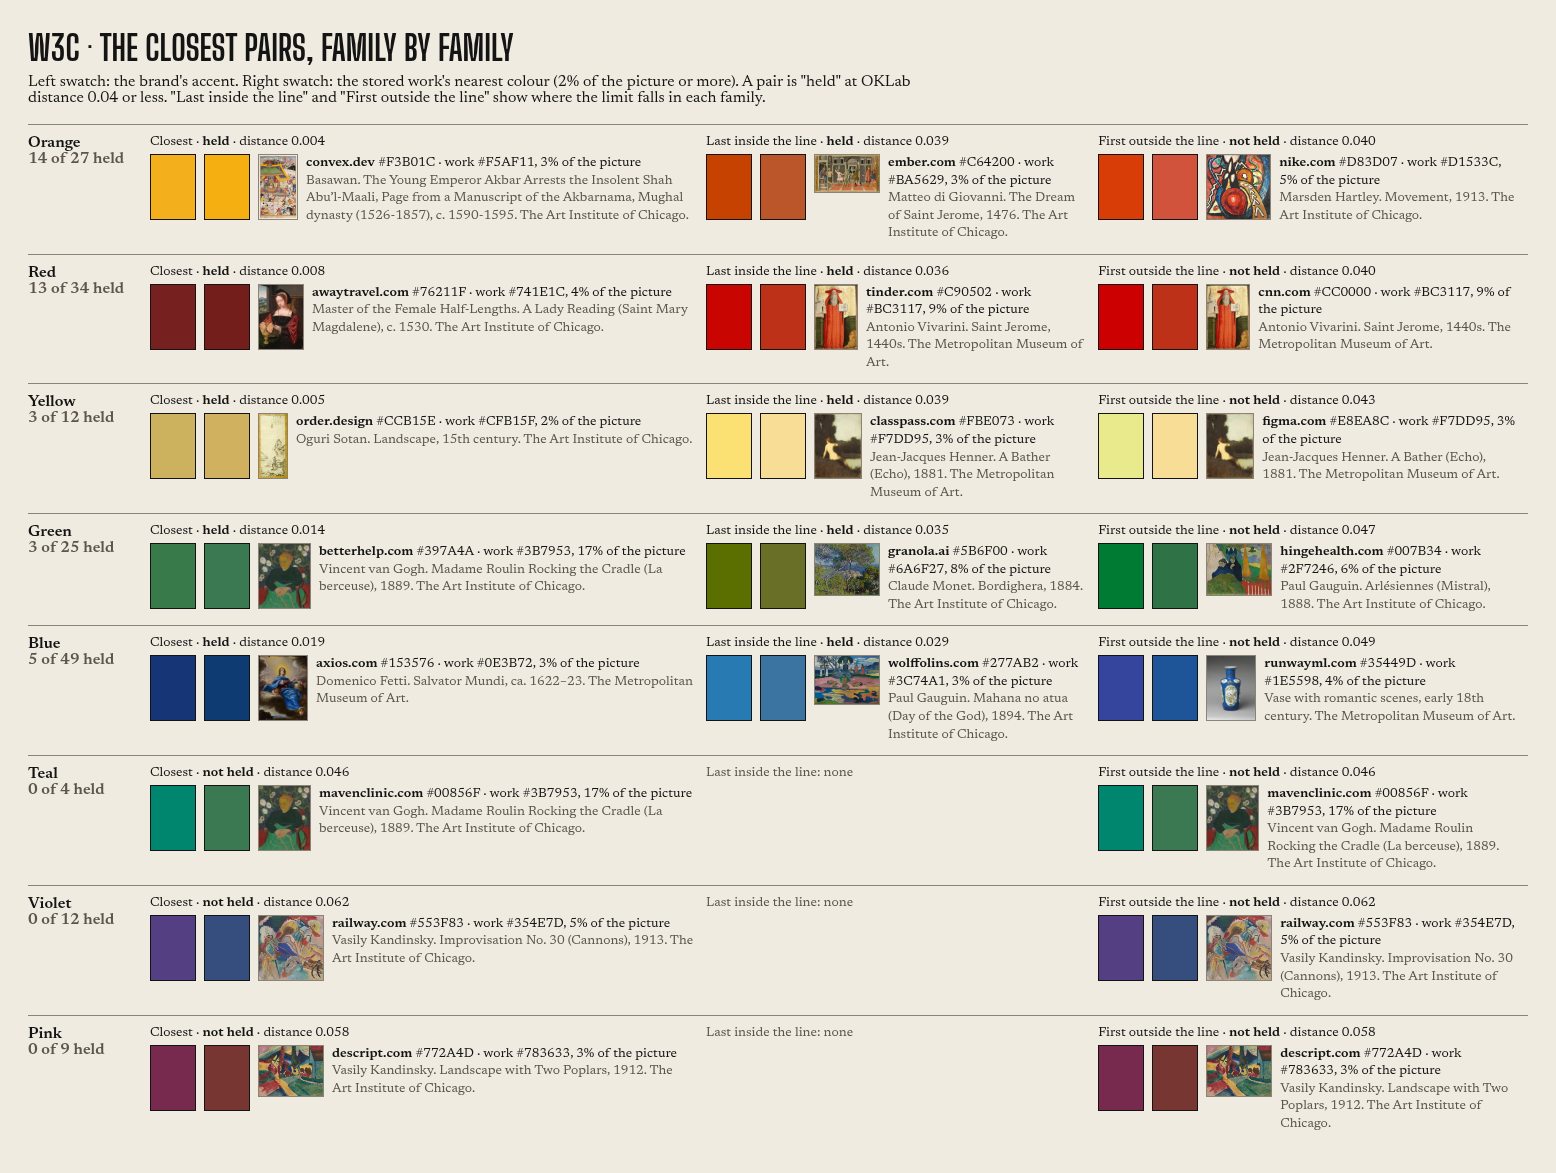 W3C · THE CLOSEST PAIRS, FAMILY BY FAMILY
Left swatch: the brand's accent. Right swatch: the stored work's nearest colour (2% of the picture or more). A pair is "held" at OKLab
distance 0.04 or less. "Last inside the line" and "First outside the line" show where the limit falls in each family.
Orange
14 of 27 held
Closest · held · distance 0.004
convex.dev #F3B01C · work #F5AF11, 3% of the picture
Basawan. The Young Emperor Akbar Arrests the Insolent Shah
Abu'l-Maali, Page from a Manuscript of the Akbarnama, Mughal
dynasty (1526-1857), c. 1590-1595. The Art Institute of Chicago.
Last inside the line · held · distance 0.039
ember.com #C64200 · work
#BA5629, 3% of the picture
Matteo di Giovanni. The Dream
of Saint Jerome, 1476. The Art
Institute of Chicago.
First outside the line · not held · distance 0.040
nike.com #D83D07 · work #D1533C,
5% of the picture
Marsden Hartley. Movement, 1913. The
Art Institute of Chicago.
Red
13 of 34 held
Closest · held · distance 0.008
awaytravel.com #76211F · work #741E1C, 4% of the picture
Master of the Female Half-Lengths. A Lady Reading (Saint Mary
Magdalene), c. 1530. The Art Institute of Chicago.
Last inside the line · held · distance 0.036
tinder.com #C90502 · work
#BC3117, 9% of the picture
Antonio Vivarini. Saint Jerome,
1440s. The Metropolitan Museum of
Art.
First outside the line · not held · distance 0.040
cnn.com #CC0000 · work #BC3117, 9% of
the picture
Antonio Vivarini. Saint Jerome, 1440s. The
Metropolitan Museum of Art.
Yellow
3 of 12 held
Closest · held · distance 0.005
order.design #CCB15E · work #CFB15F, 2% of the picture
Oguri Sotan. Landscape, 15th century. The Art Institute of Chicago.
Last inside the line · held · distance 0.039
classpass.com #FBE073 · work
#F7DD95, 3% of the picture
Jean-Jacques Henner. A Bather
(Echo), 1881. The Metropolitan
Museum of Art.
First outside the line · not held · distance 0.043
figma.com #E8EA8C · work #F7DD95, 3%
of the picture
Jean-Jacques Henner. A Bather (Echo),
1881. The Metropolitan Museum of Art.
Green
3 of 25 held
Closest · held · distance 0.014
betterhelp.com #397A4A · work #3B7953, 17% of the picture
Vincent van Gogh. Madame Roulin Rocking the Cradle (La
berceuse), 1889. The Art Institute of Chicago.
Last inside the line · held · distance 0.035
granola.ai #5B6F00 · work
#6A6F27, 8% of the picture
Claude Monet. Bordighera, 1884.
The Art Institute of Chicago.
First outside the line · not held · distance 0.047
hingehealth.com #007B34 · work
#2F7246, 6% of the picture
Paul Gauguin. Arlésiennes (Mistral),
1888. The Art Institute of Chicago.
Blue
5 of 49 held
Closest · held · distance 0.019
axios.com #153576 · work #0E3B72, 3% of the picture
Domenico Fetti. Salvator Mundi, ca. 1622–23. The Metropolitan
Museum of Art.
Last inside the line · held · distance 0.029
wolffolins.com #277AB2 · work
#3C74A1, 3% of the picture
Paul Gauguin. Mahana no atua
(Day of the God), 1894. The Art
Institute of Chicago.
First outside the line · not held · distance 0.049
runwayml.com #35449D · work
#1E5598, 4% of the picture
Vase with romantic scenes, early 18th
century. The Metropolitan Museum of Art.
Teal
0 of 4 held
Closest · not held · distance 0.046
mavenclinic.com #00856F · work #3B7953, 17% of the picture
Vincent van Gogh. Madame Roulin Rocking the Cradle (La
berceuse), 1889. The Art Institute of Chicago.
Last inside the line: none
First outside the line · not held · distance 0.046
mavenclinic.com #00856F · work
#3B7953, 17% of the picture
Vincent van Gogh. Madame Roulin
Rocking the Cradle (La berceuse), 1889.
The Art Institute of Chicago.
Violet
0 of 12 held
Closest · not held · distance 0.062
railway.com #553F83 · work #354E7D, 5% of the picture
Vasily Kandinsky. Improvisation No. 30 (Cannons), 1913. The
Art Institute of Chicago.
Last inside the line: none
First outside the line · not held · distance 0.062
railway.com #553F83 · work #354E7D,
5% of the picture
Vasily Kandinsky. Improvisation No. 30
(Cannons), 1913. The Art Institute of
Chicago.
Pink
0 of 9 held
Closest · not held · distance 0.058
descript.com #772A4D · work #783633, 3% of the picture
Vasily Kandinsky. Landscape with Two Poplars, 1912. The
Art Institute of Chicago.
Last inside the line: none
First outside the line · not held · distance 0.058
descript.com #772A4D · work
#783633, 3% of the picture
Vasily Kandinsky. Landscape with Two
Poplars, 1912. The Art Institute of
Chicago.